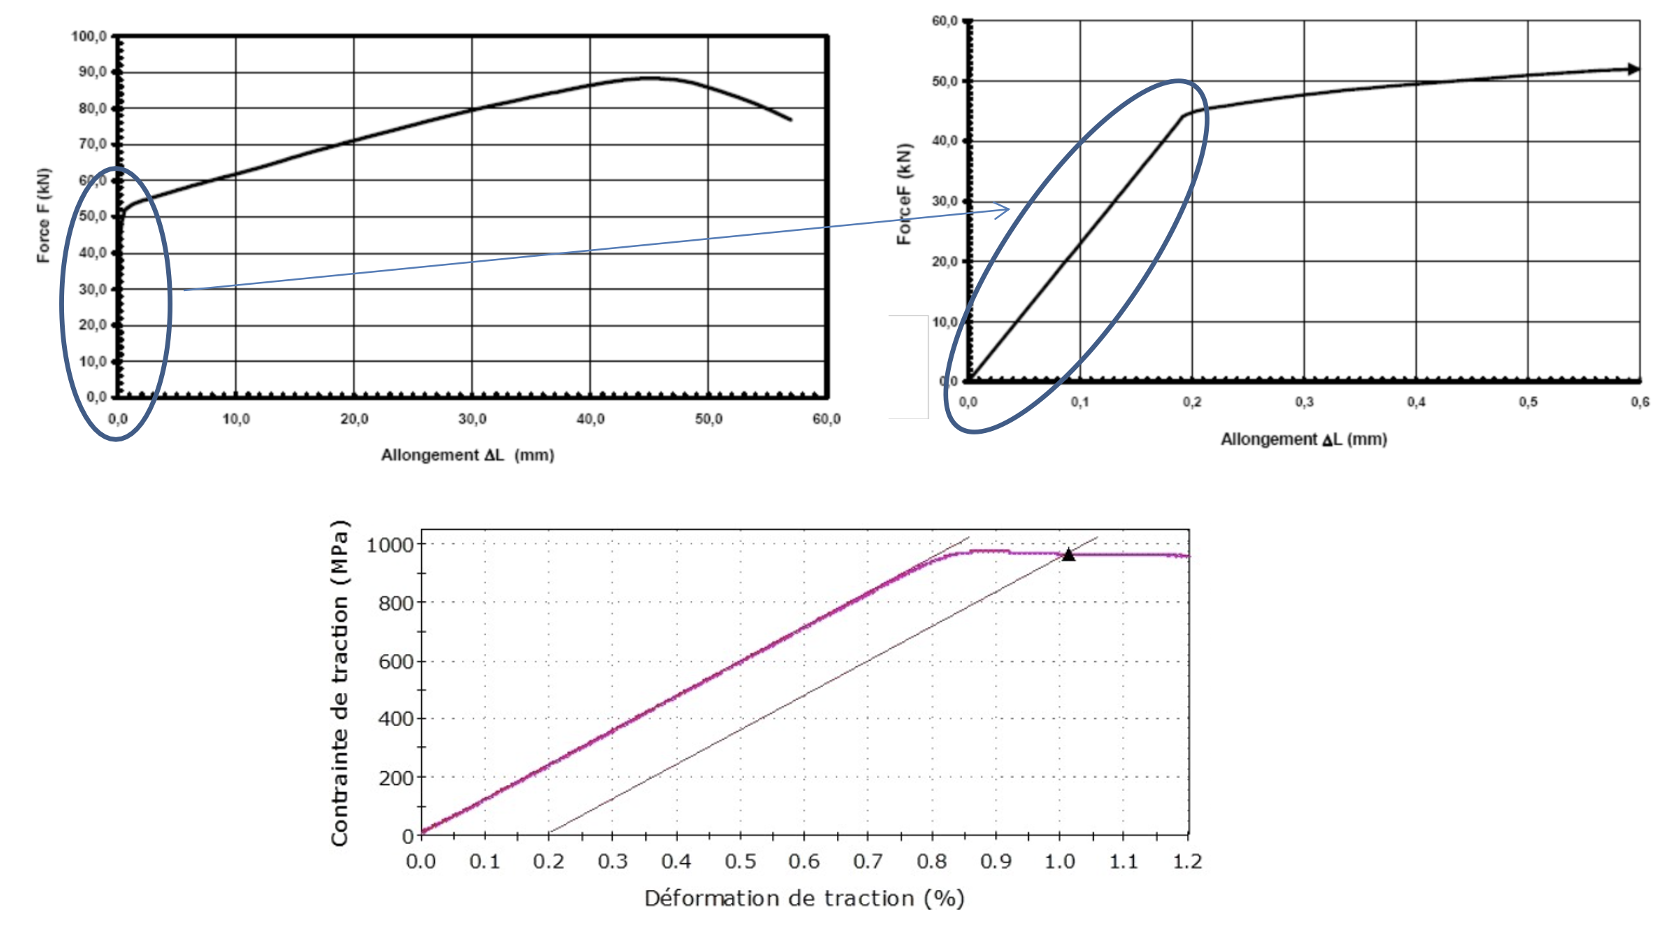 100,0
90,0
80,0
70,0
60,0
50,0
40,0
30,0
20,0
10,0
0,0
Force F (kN)
0,0 10,0 20,0 30,0 40,0 50,0 60,0
Allongement ΔL (mm)
60,0
50,0
40,0
30,0
20,0
10,0
0,0
ForceF (kN)
0,0 0,1 0,2 0,3 0,4 0,5 0,6
Allongement ΔL (mm)
1000
800
600
400
200
0
Contrainte de traction (MPa)
0.0 0.1 0.2 0.3 0.4 0.5 0.6 0.7 0.8 0.9 1.0 1.1 1.2
Déformation de traction (%)